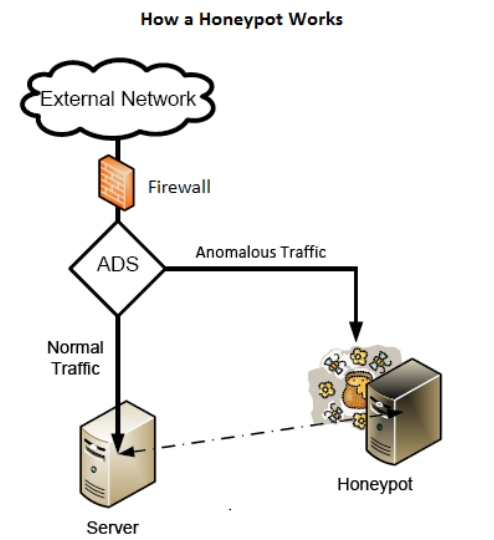 How a Honeypot Works
External Network
Firewall
ADS
Anomalous Traffic
Normal
Traffic
Honeypot
Server